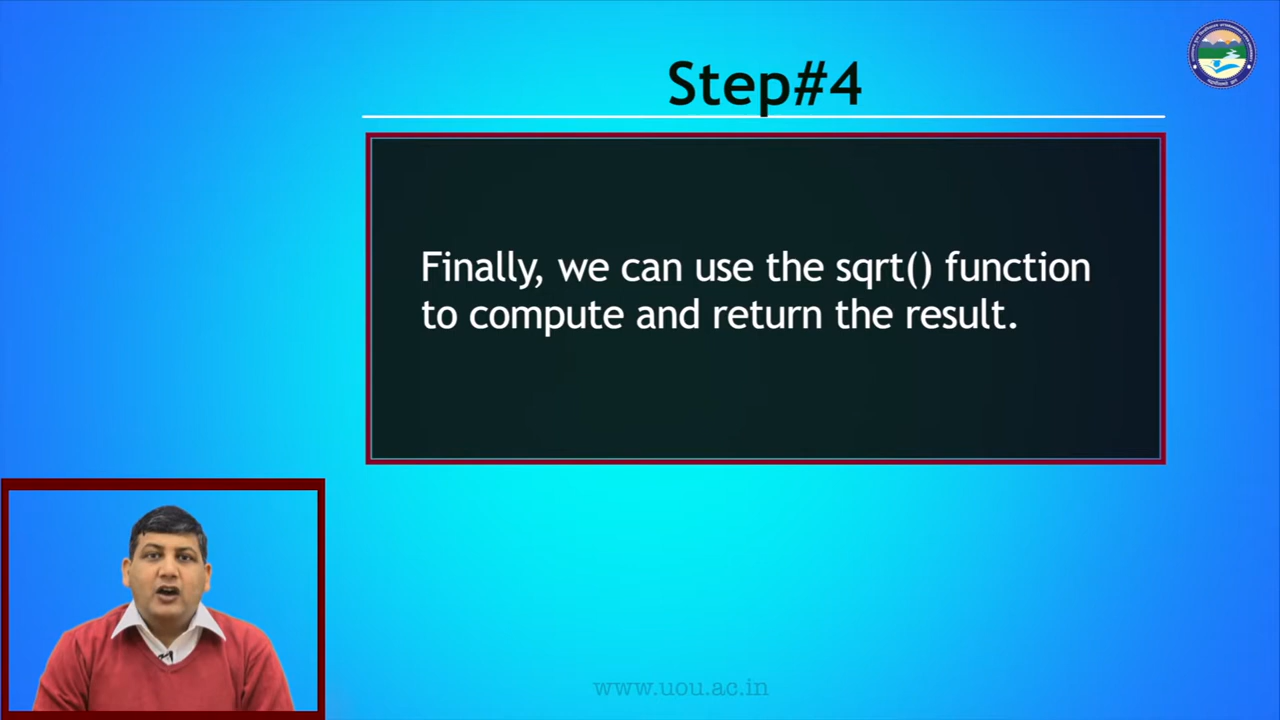 Step#4
Finally, we can use the sqrt() function
to compute and return the result.
www.uou.ac.in